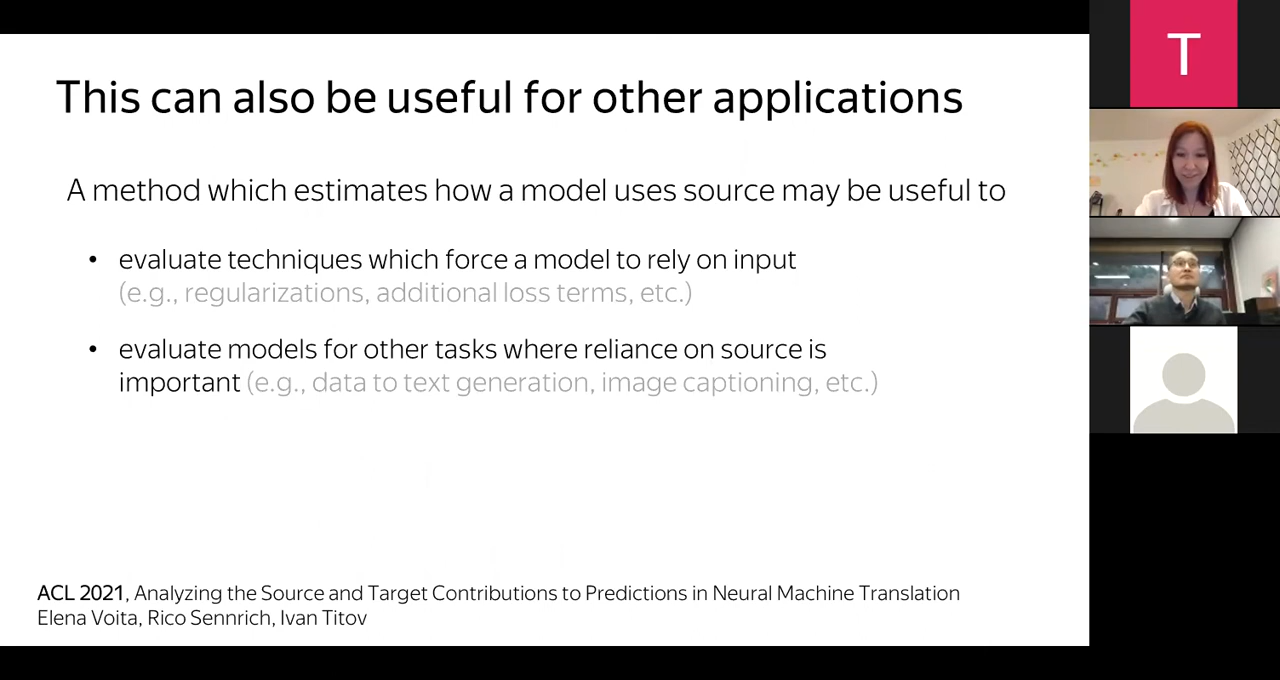 This can also be useful for other applications
A method which estimates how a model uses source may be useful to
• evaluate techniques which force a model to rely on input
(e.g., regularizations, additional loss terms, etc.)
• evaluate models for other tasks where reliance on source is
important (e.g., data to text generation, image captioning, etc.)
ACL 2021, Analyzing the Source and Target Contributions to Predictions in Neural Machine Translation
Elena Voita, Rico Sennrich, Ivan Titov
T